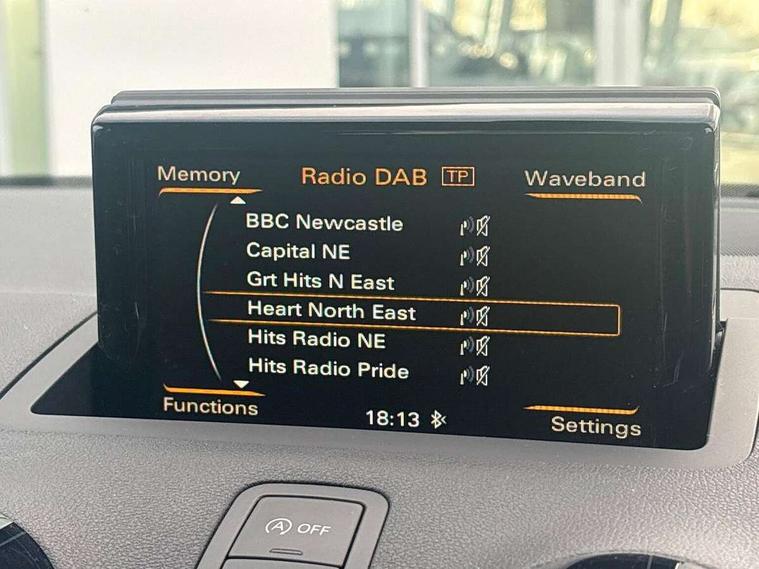 Memory
Radio DAB TP
Waveband
BBC Newcastle
Capital NE
Grt Hits N East
Heart North East
Hits Radio NE
Hits Radio Pride
Functions
18:13
Settings
A OFF